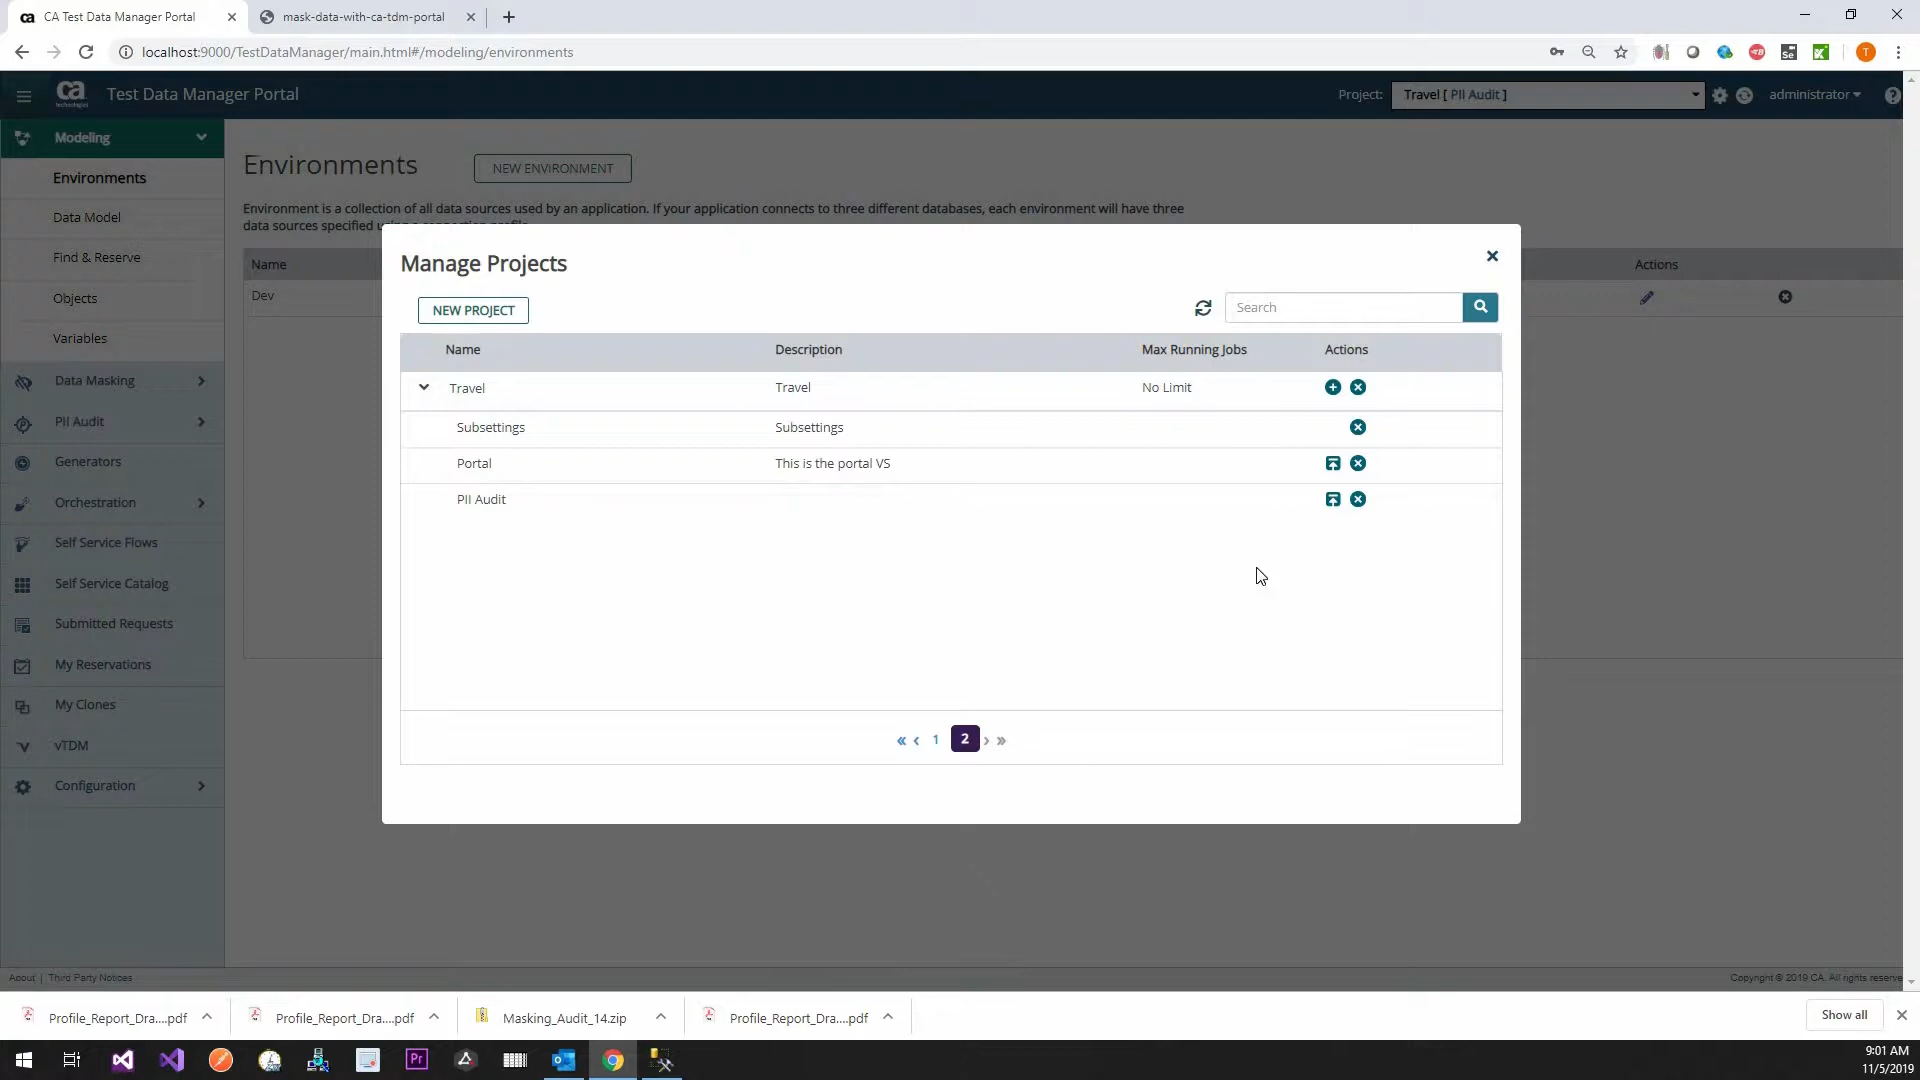 CA Test Data Manager Portal
mask-data-with-ca-tdm-portal
localhost:9000/TestDataManager/main.html#/modeling/environments
T
ca
technologies
Test Data Manager Portal
Project:
Travel [ PII Audit ]
administrator
Modeling
Environments
Data Model
Find & Reserve
Objects
Variables
Data Masking
PII Audit
Generators
Orchestration
Self Service Flows
Self Service Catalog
Submitted Requests
My Reservations
My Clones
vTDM
Configuration
Environments
NEW ENVIRONMENT
Environment is a collection of all data sources used by an application. If your application connects to three different databases, each environment will have three
data sources specified
Name
Actions
Dev
Manage Projects
NEW PROJECT
Search
Name Description Max Running Jobs Actions
Travel Travel No Limit
Subsettings Subsettings
Portal This is the portal VS
PII Audit
« ‹ 1 2 › »
About | Third Party Notices
Copyright © 2019 CA. All rights reserve
Profile_Report_Dra....pdf
Profile_Report_Dra....pdf
Masking_Audit_14.zip
Profile_Report_Dra....pdf
Show all
Pr
9:01 AM
11/5/2019